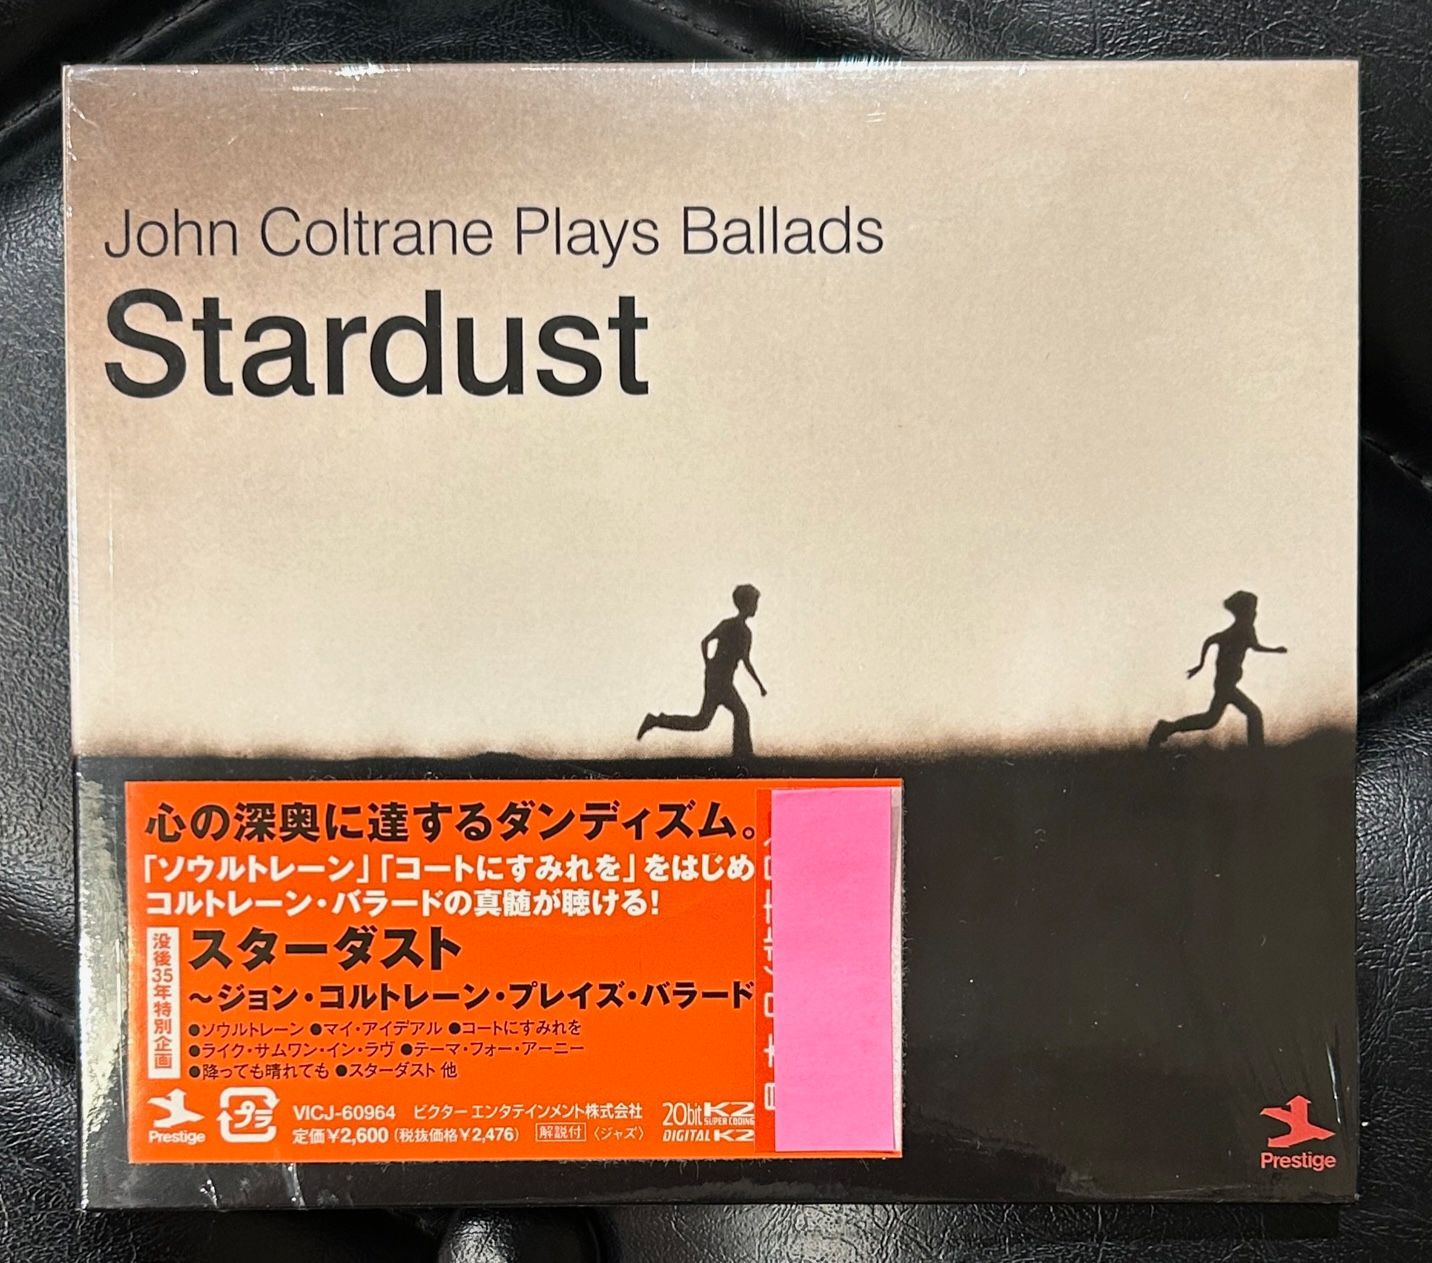 John Coltrane Plays Ballads
Stardust
心の深奥に達するダンディズム。
「ソウルトレーン」「コートにすみれを」をはじめ
コルトレーン・バラードの真髄が聴ける!
没後35年特別企画
スターダスト
～ジョン・コルトレーン・プレイズ・バラード
●ソウルトレーン ●マイ・アイデアル ●コートにすみれを
●ライク・サムワン・イン・ラヴ ●テーマ・フォー・アーニー
●降っても晴れても ●スターダスト 他
Prestige
プラ
VICJ-60964 ビクター エンタテインメント株式会社
定価¥2,600 (税抜価格¥2,476) 解説付 〈ジャズ〉
20bit K2
SUPER CODING
DIGITAL K2
Prestige